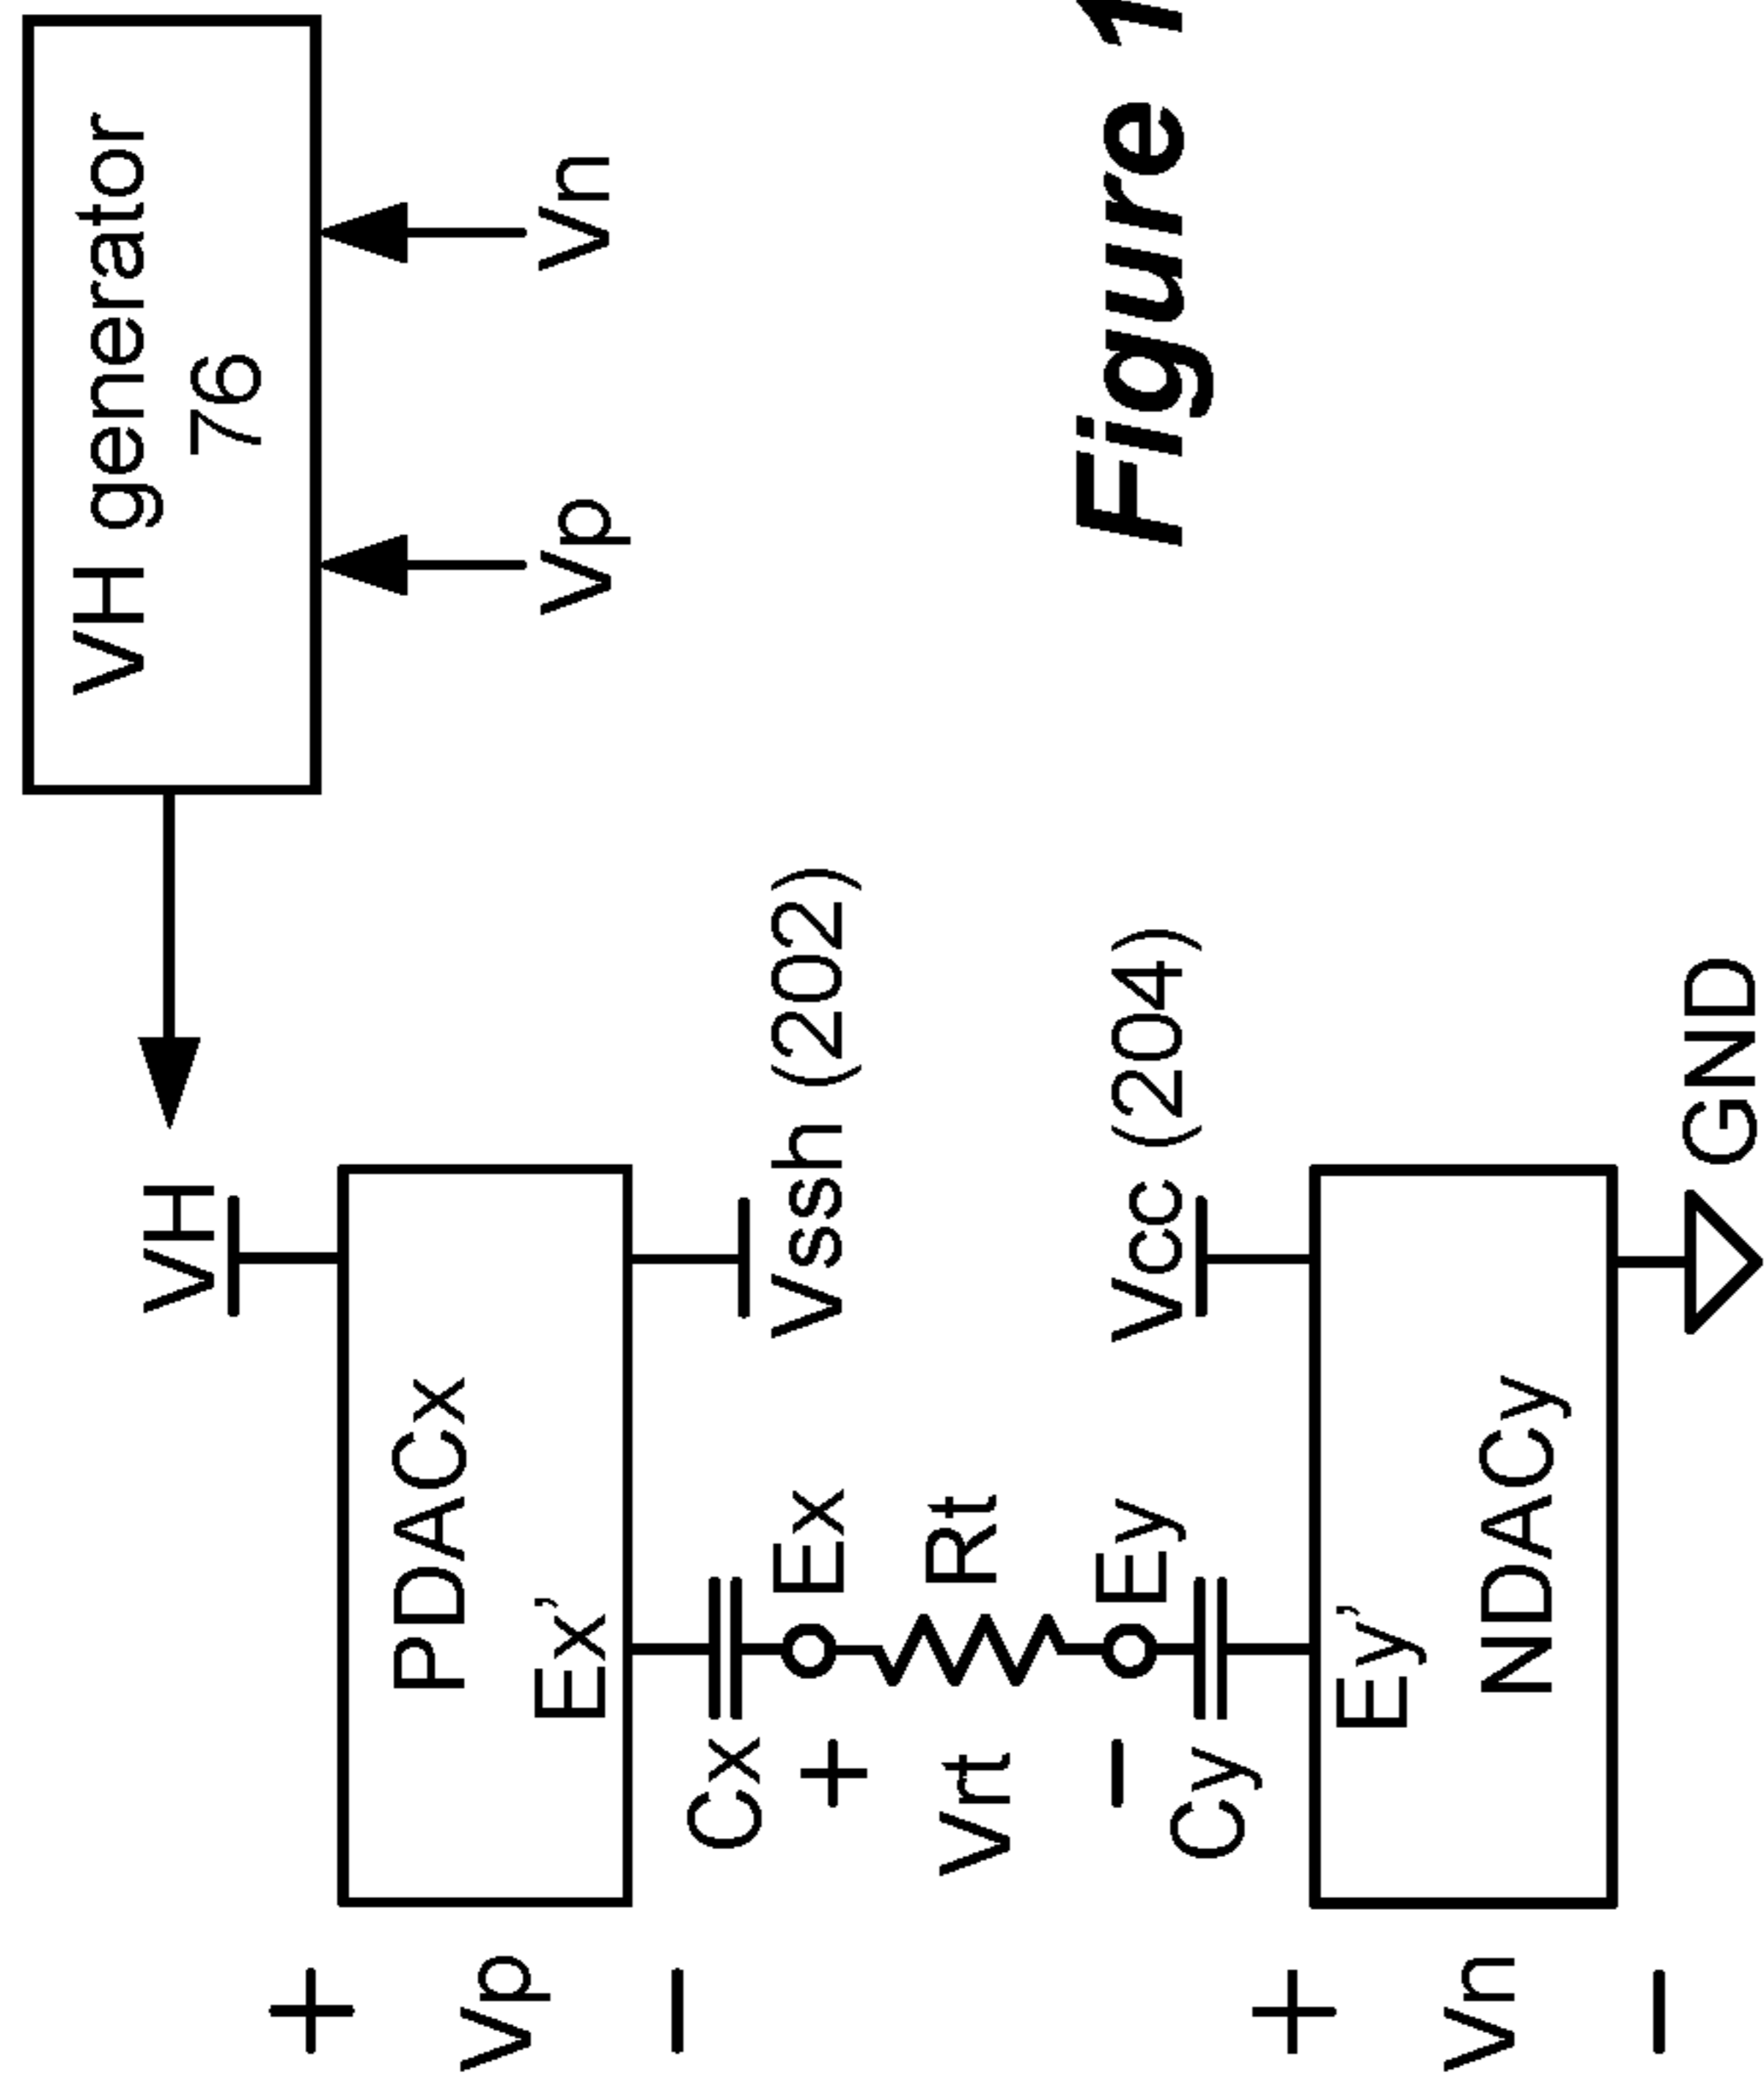 VH generator
76
Vp
Vn
VH
+
Vp
−
PDACx
Ex’
Vssh (202)
Cx
Ex
+
Vrt
−
Rt
Ey
Cy
Vcc (204)
+
Vn
−
Ey’
NDACy
GND
Figure 1